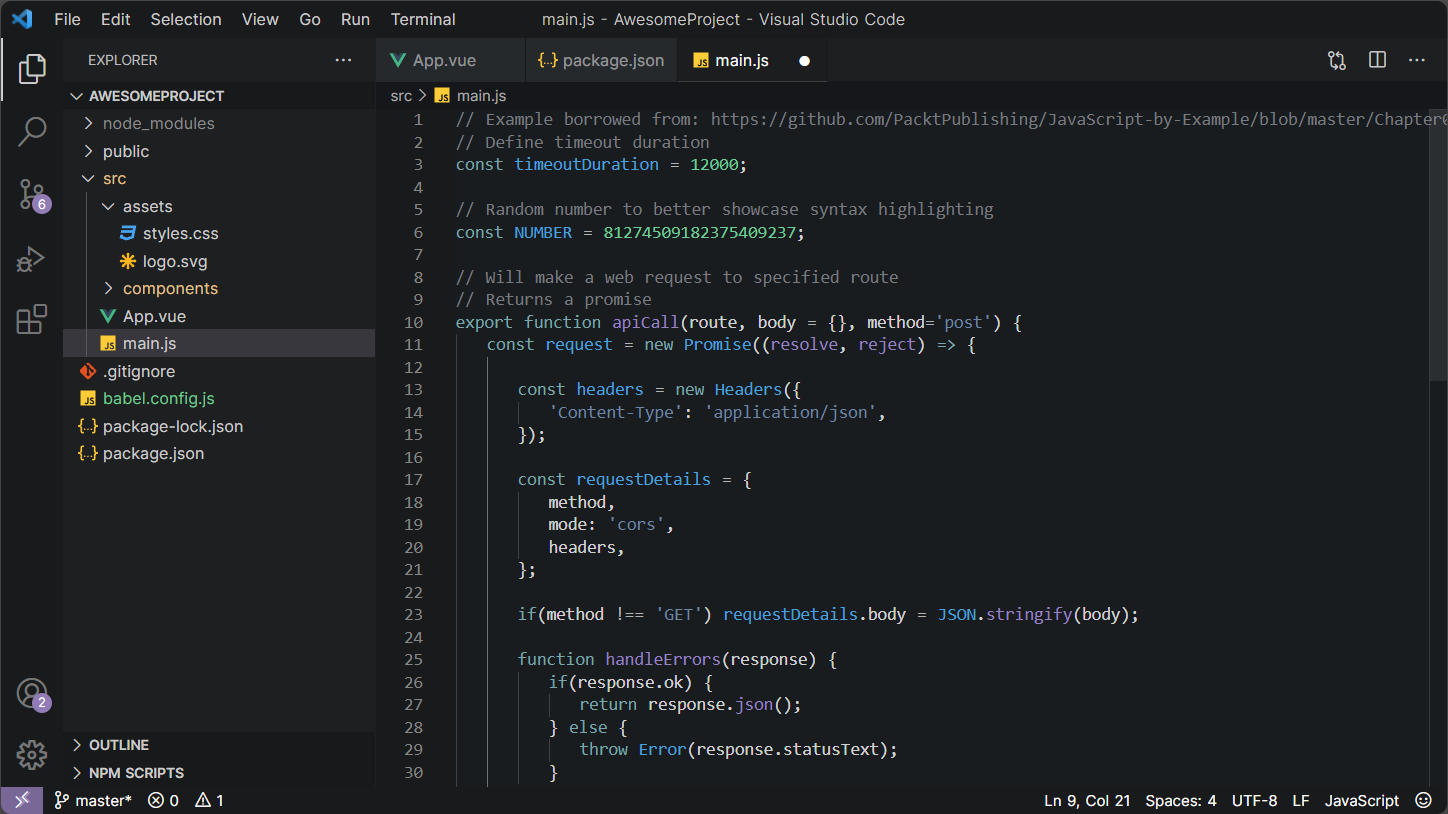 File Edit Selection View Go Run Terminal main.js - AwesomeProject - Visual Studio Code
EXPLORER ···
AWESOMEPROJECT
node_modules
public
src
assets
styles.css
logo.svg
components
App.vue
main.js
.gitignore
babel.config.js
package-lock.json
package.json
OUTLINE
NPM SCRIPTS
6
2
App.vue package.json main.js
src > main.js
1 // Example borrowed from: https://github.com/PacktPublishing/JavaScript-by-Example/blob/master/Chapter0
2 // Define timeout duration
3 const timeoutDuration = 12000;
4
5 // Random number to better showcase syntax highlighting
6 const NUMBER = 81274509182375409237;
7
8 // Will make a web request to specified route
9 // Returns a promise
10 export function apiCall(route, body = {}, method='post') {
11 const request = new Promise((resolve, reject) => {
12
13 const headers = new Headers({
14 'Content-Type': 'application/json',
15 });
16
17 const requestDetails = {
18 method,
19 mode: 'cors',
20 headers,
21 };
22
23 if(method !== 'GET') requestDetails.body = JSON.stringify(body);
24
25 function handleErrors(response) {
26 if(response.ok) {
27 return response.json();
28 } else {
29 throw Error(response.statusText);
30 }
master* 0 1 Ln 9, Col 21 Spaces: 4 UTF-8 LF JavaScript